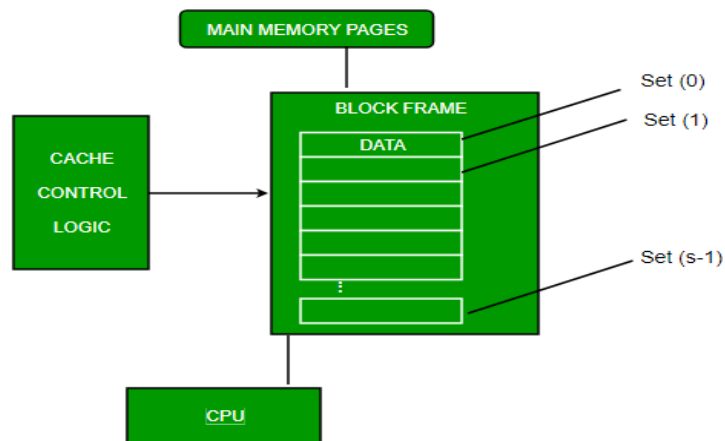 MAIN MEMORY PAGES
BLOCK FRAME
Set (0)
DATA
Set (1)
CACHE
CONTROL
LOGIC
Set (s-1)
CPU